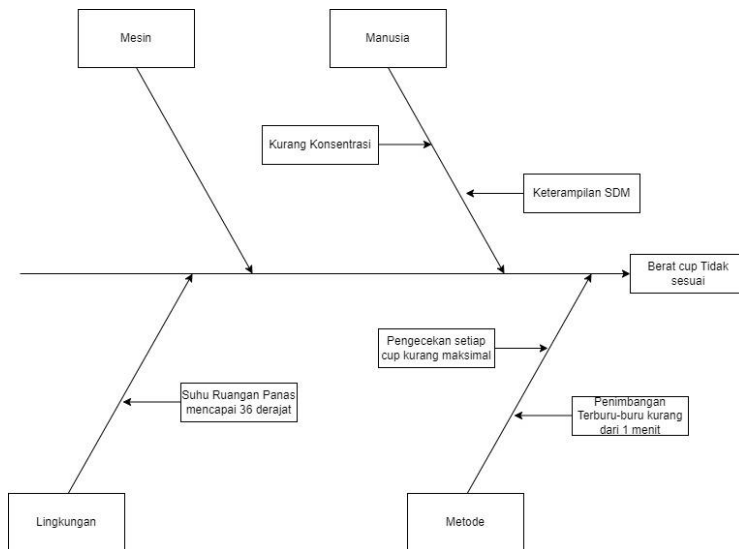 Mesin
Manusia
Kurang Konsentrasi
Keterampilan SDM
Berat cup Tidak
sesuai
Pengecekan setiap
cup kurang maksimal
Suhu Ruangan Panas
mencapai 36 derajat
Penimbangan
Terburu-buru kurang
dari 1 menit
Lingkungan
Metode